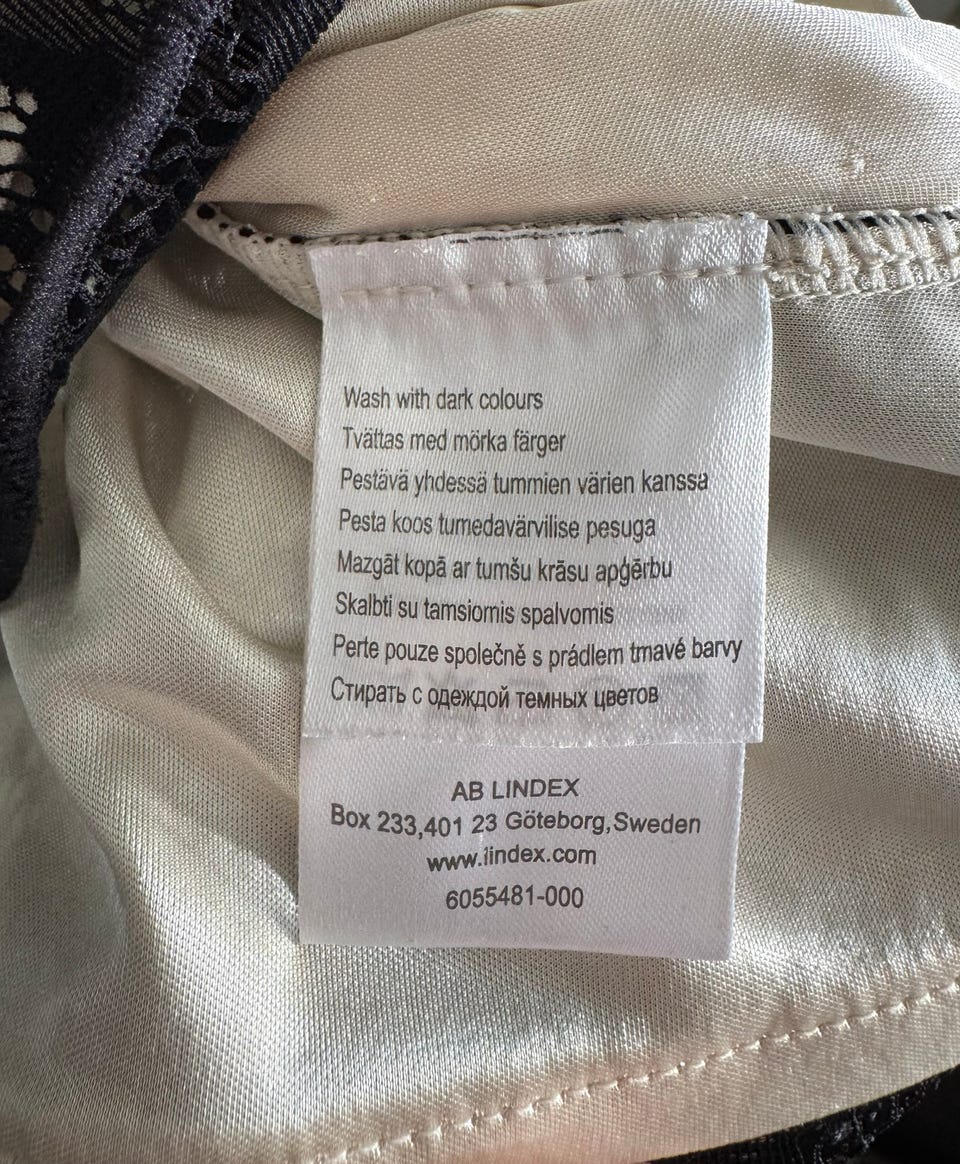 Wash with dark colours
Tvättas med mörka färger
Pestävä yhdessä tummien värien kanssa
Pesta koos tumedavärvilise pesuga
Mazgāt kopā ar tumšu krāsu apģērbu
Skalbti su tamsiomis spalvomis
Perte pouze společně s prádlem tmavé barvy
Стирать с одеждой темных цветов
AB LINDEX
Box 233,401 23 Göteborg,Sweden
www.lindex.com
6055481-000